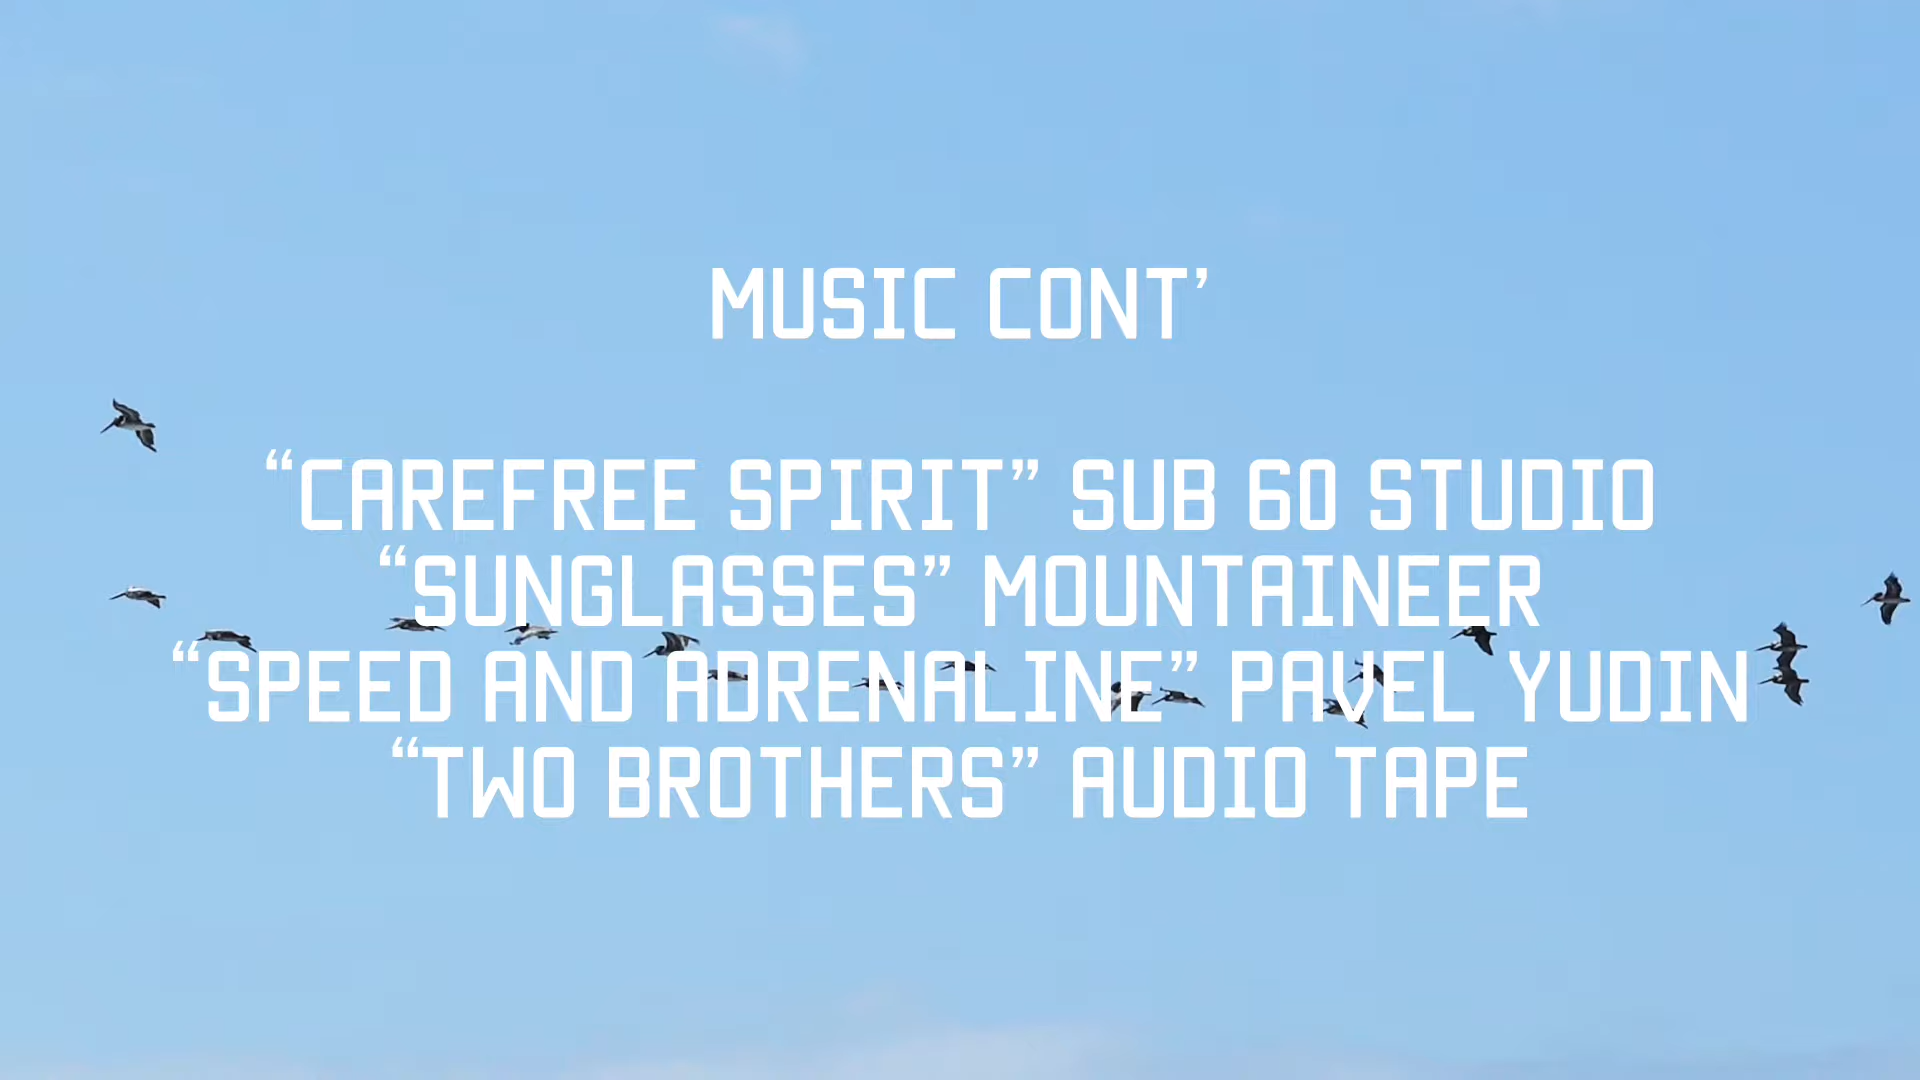 MUSIC CONT’
“CAREFREE SPIRIT” SUB 60 STUDIO
“SUNGLASSES” MOUNTAINEER
“SPEED AND ADRENALINE” PAVEL YUDIN
“TWO BROTHERS” AUDIO TAPE